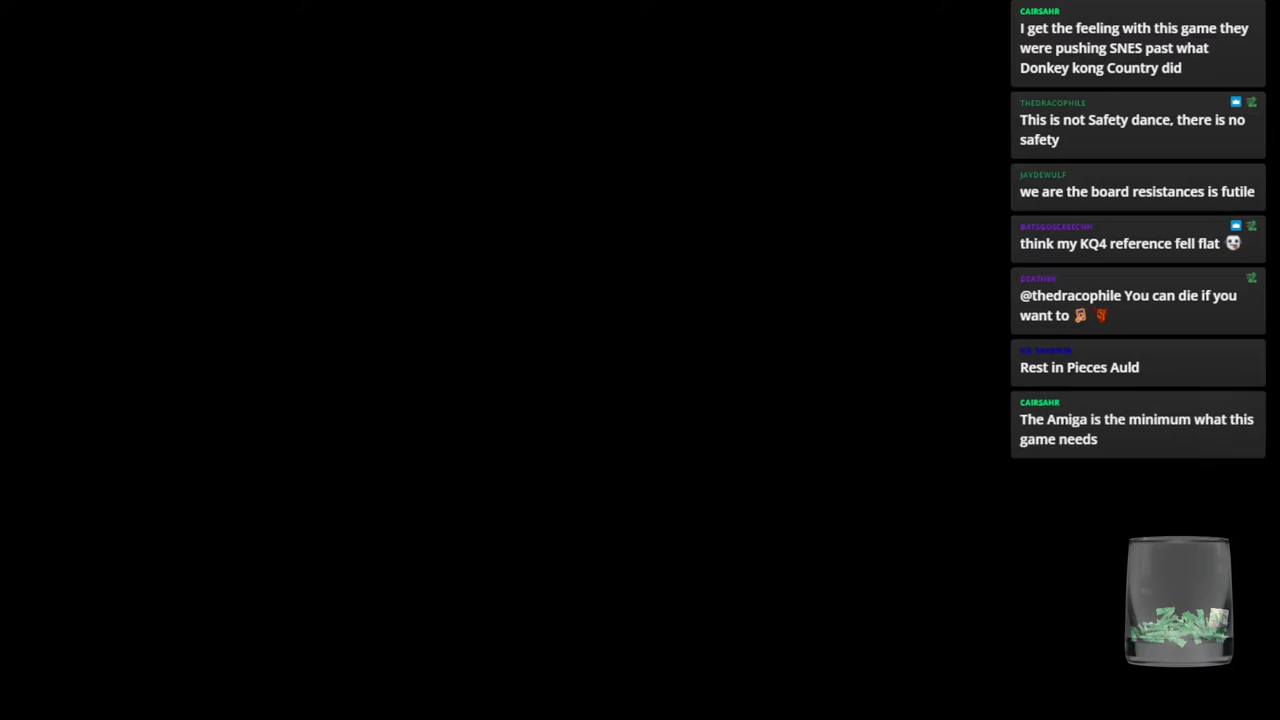 CAIRSAHR
I get the feeling with this game they
were pushing SNES past what
Donkey kong Country did
THEDRACOPHILE
This is not Safety dance, there is no
safety
JAYDEWULF
we are the board resistances is futile
BATSGOSCREECHH
think my KQ4 reference fell flat
@thedracophile You can die if you
want to
Rest in Pieces Auld
CAIRSAHR
The Amiga is the minimum what this
game needs